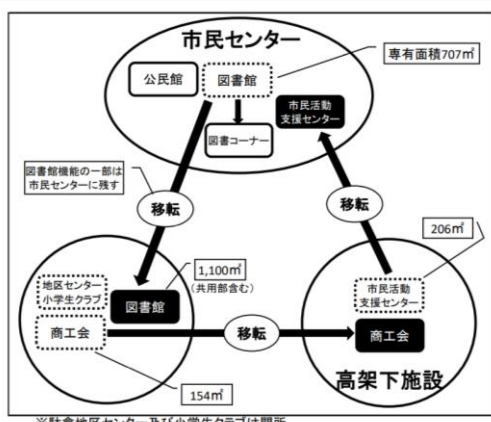 市民センター
専有面積707㎡
公民館
図書館
市民活動
支援センター
図書コーナー
図書館機能の一部は
市民センターに残す
移転
移転
206㎡
1,100㎡
（共用部含む）
地区センター
小学生クラブ
図書館
市民活動
支援センター
商工会
移転
商工会
154㎡
高架下施設